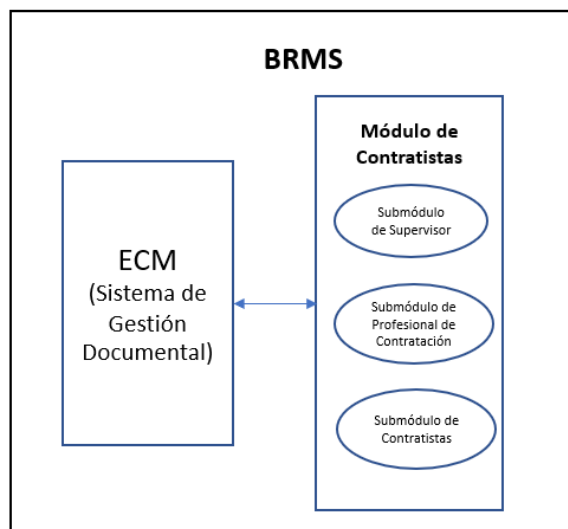 BRMS
Módulo de
Contratistas
Submódulo
de Supervisor
ECM
(Sistema de
Gestión
Documental)
Submódulo de
Profesional de
Contratación
Submódulo de
Contratistas